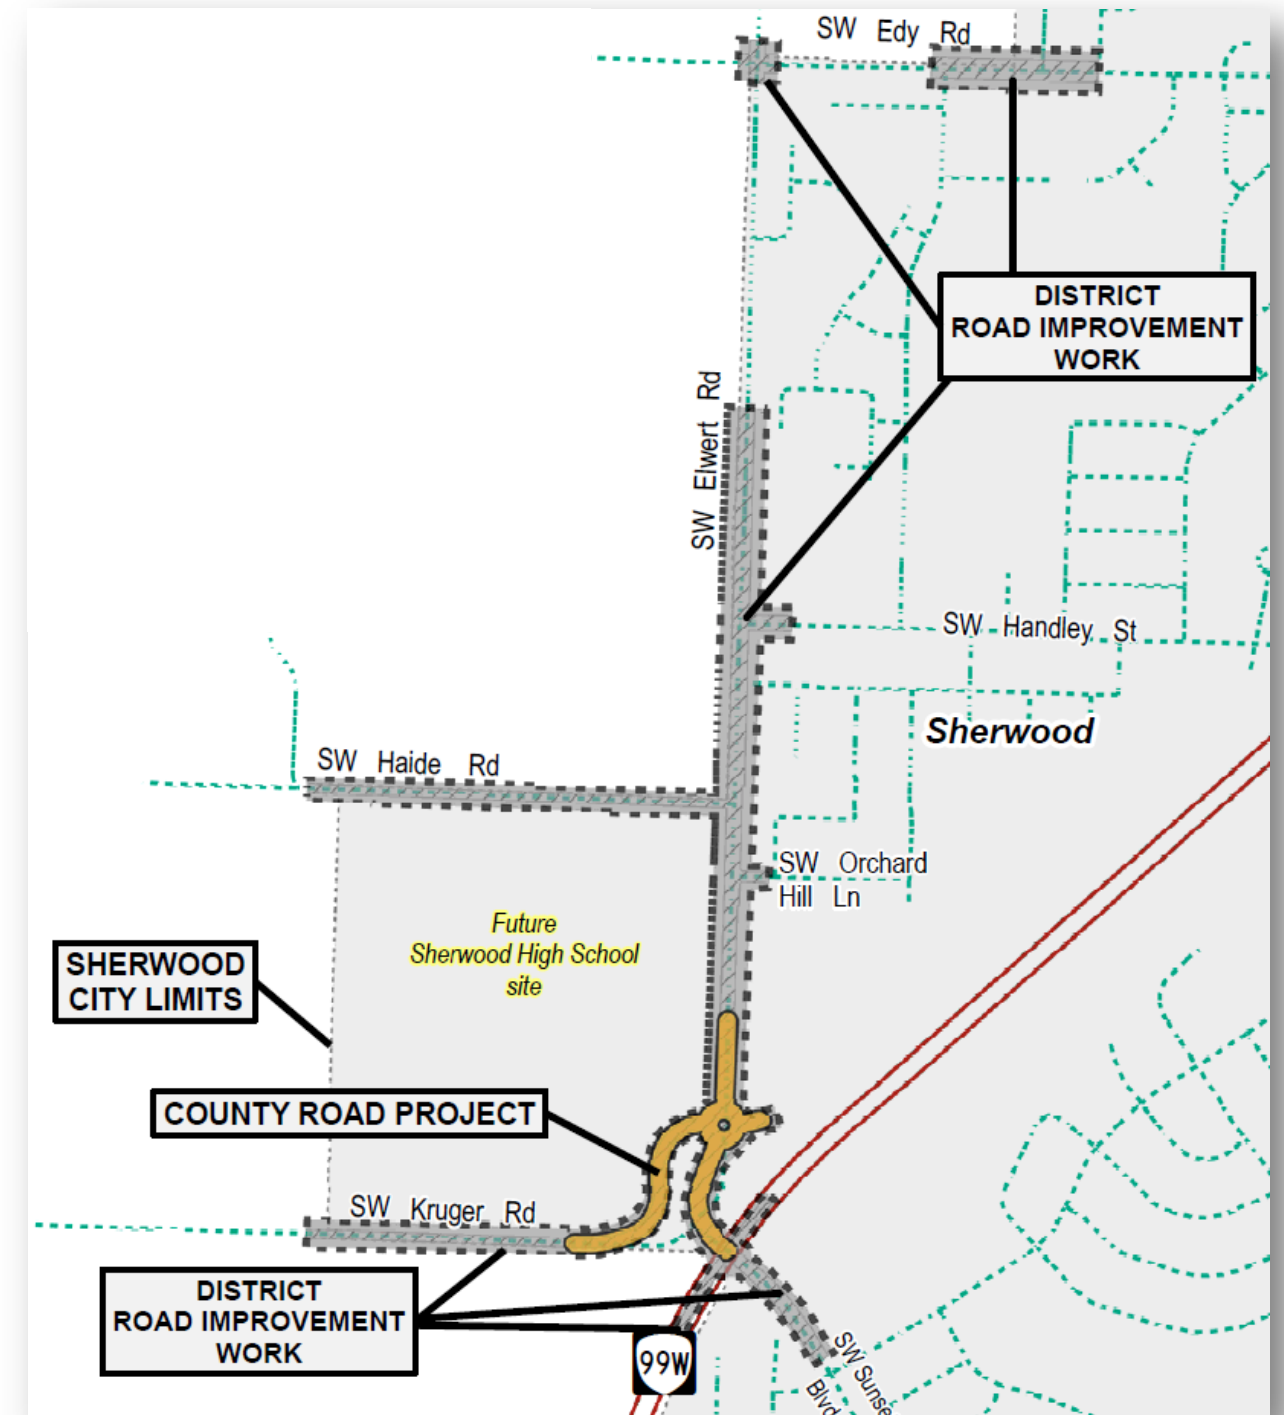 SW Edy Rd
DISTRICT
ROAD IMPROVEMENT
WORK
SW Elwert Rd
SW Handley St
Sherwood
SW Haide Rd
SW Orchard
Hill Ln
Future
Sherwood High School
site
SHERWOOD
CITY LIMITS
COUNTY ROAD PROJECT
SW Kruger Rd
DISTRICT
ROAD IMPROVEMENT
WORK
99W
SW Sunse
Blvd